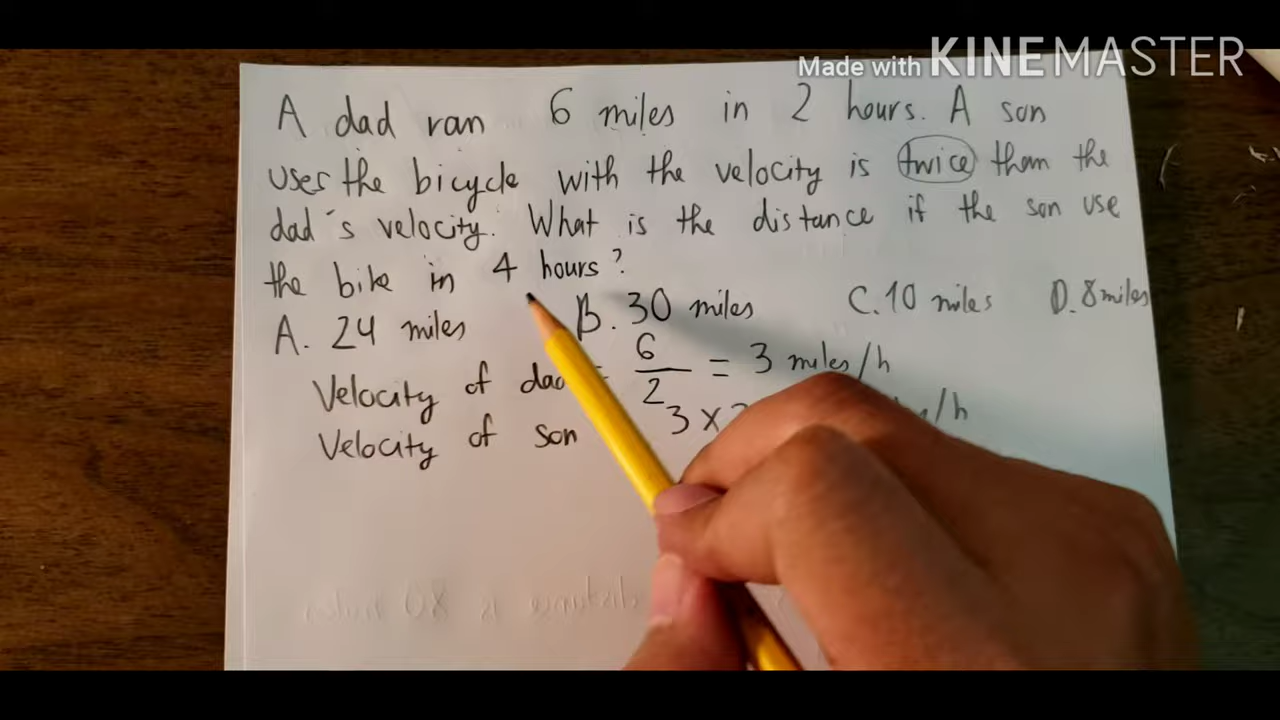 Made with KINEMASTER
A dad ran 6 miles in 2 hours. A son
uses the bicycle with the velocity is twice than the
dad's velocity. What is the distance if the son use
the bike in 4 hours?
A. 24 miles B. 30 miles C. 10 miles D. 8 miles
Velocity of dad = 6/2 = 3 miles/h
Velocity of son 3 x /h